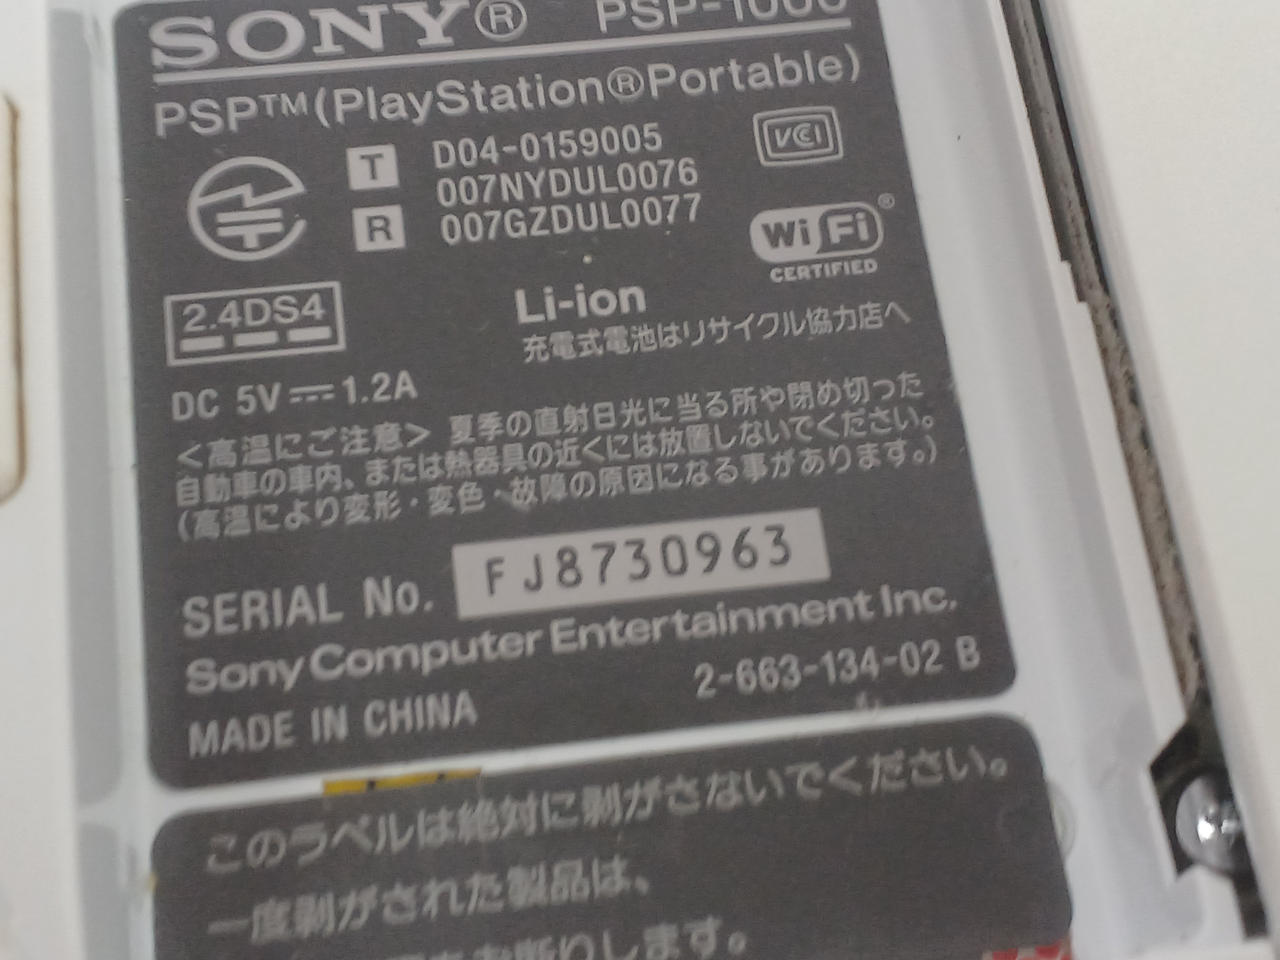 SONY® PSP-1000
PSP™(PlayStation®Portable)
T D04-0159005
007NYDUL0076
R 007GZDUL0077
VCCI
Wi Fi®
CERTIFIED
2.4DS4
Li-ion
充電式電池はリサイクル協力店へ
DC 5V⎓1.2A
<高温にご注意> 夏季の直射日光に当る所や閉め切った
自動車の車内、または熱器具の近くには放置しないでください。
(高温により変形・変色・故障の原因になる事があります。)
SERIAL No. FJ8730963
Sony Computer Entertainment Inc.
2-663-134-02 B
MADE IN CHINA
このラベルは絶対に剥がさないでください。
一度剥がされた製品は、
お断りします。